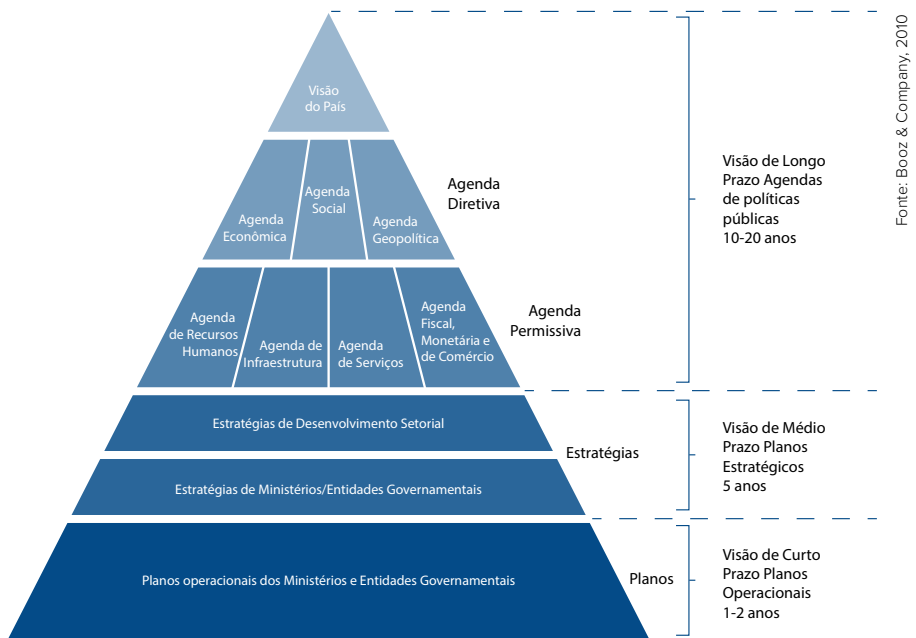 Visão
do País
Agenda
Econômica
Agenda
Social
Agenda
Geopolítica
Agenda
Diretiva
Agenda
de Recursos
Humanos
Agenda de
Infraestrutura
Agenda
de Serviços
Agenda
Fiscal,
Monetária e
de Comércio
Agenda
Permissiva
Estratégias de Desenvolvimento Setorial
Estratégias de Ministérios/Entidades Governamentais
Estratégias
Planos operacionais dos Ministérios e Entidades Governamentais
Planos
Visão de Longo
Prazo Agendas
de políticas
públicas
10-20 anos
Visão de Médio
Prazo Planos
Estratégicos
5 anos
Visão de Curto
Prazo Planos
Operacionais
1-2 anos
Fonte: Booz & Company, 2010